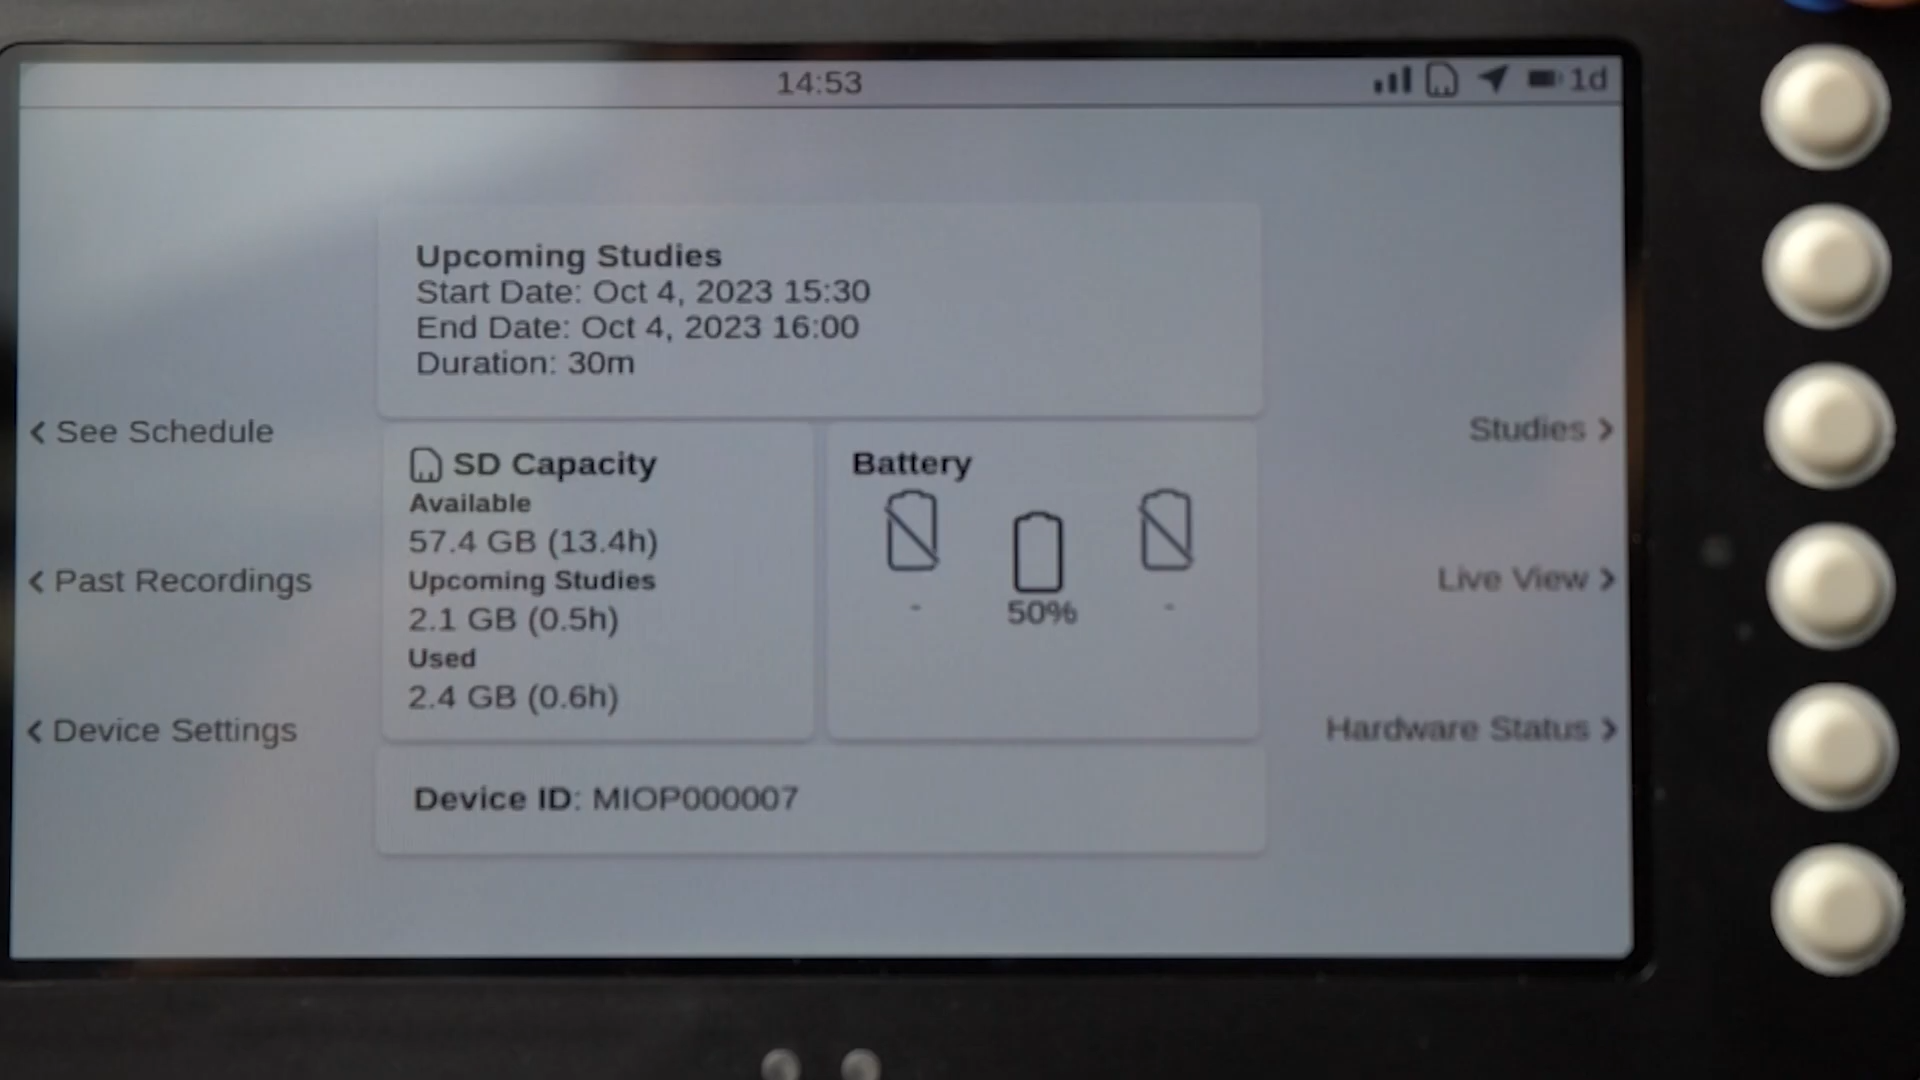 14:53
1d
Upcoming Studies
Start Date: Oct 4, 2023 15:30
End Date: Oct 4, 2023 16:00
Duration: 30m
< See Schedule
Studies >
SD Capacity
Available
57.4 GB (13.4h)
Upcoming Studies
2.1 GB (0.5h)
Used
2.4 GB (0.6h)
Battery
-
50%
-
< Past Recordings
Live View >
< Device Settings
Hardware Status >
Device ID: MIOP000007